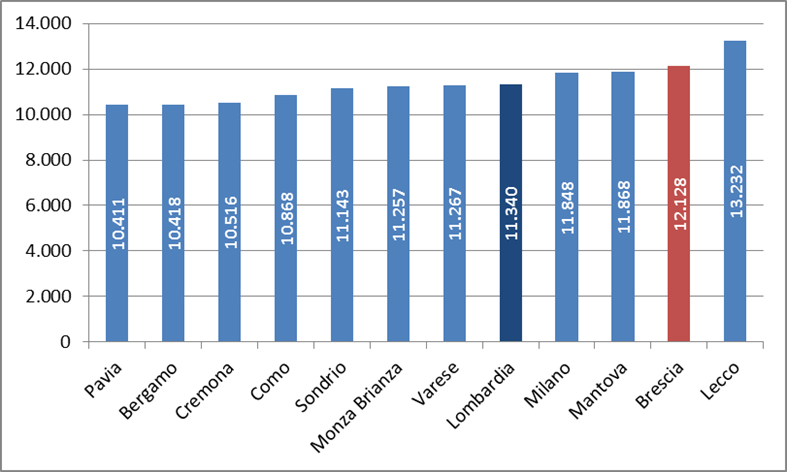 14.000
12.000
10.000
8.000
6.000
4.000
2.000
0
10.411
10.418
10.516
10.868
11.143
11.257
11.267
11.340
11.848
11.868
12.128
13.232
Pavia
Bergamo
Cremona
Como
Sondrio
Monza Brianza
Varese
Lombardia
Milano
Mantova
Brescia
Lecco